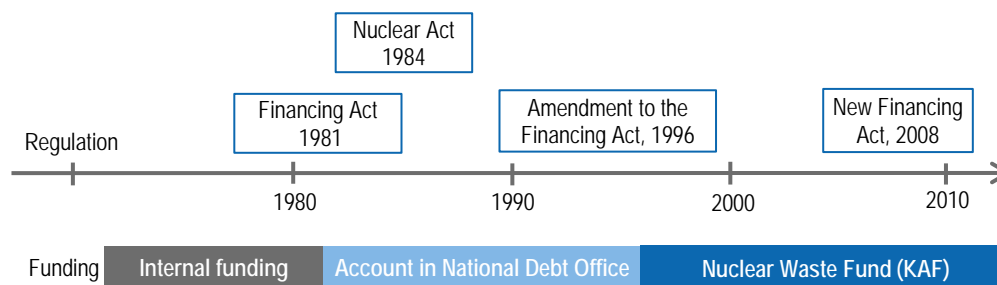 Nuclear Act
1984
Financing Act
1981
Amendment to the
Financing Act, 1996
New Financing
Act, 2008
Regulation
1980
1990
2000
2010
Funding
Internal funding
Account in National Debt Office
Nuclear Waste Fund (KAF)